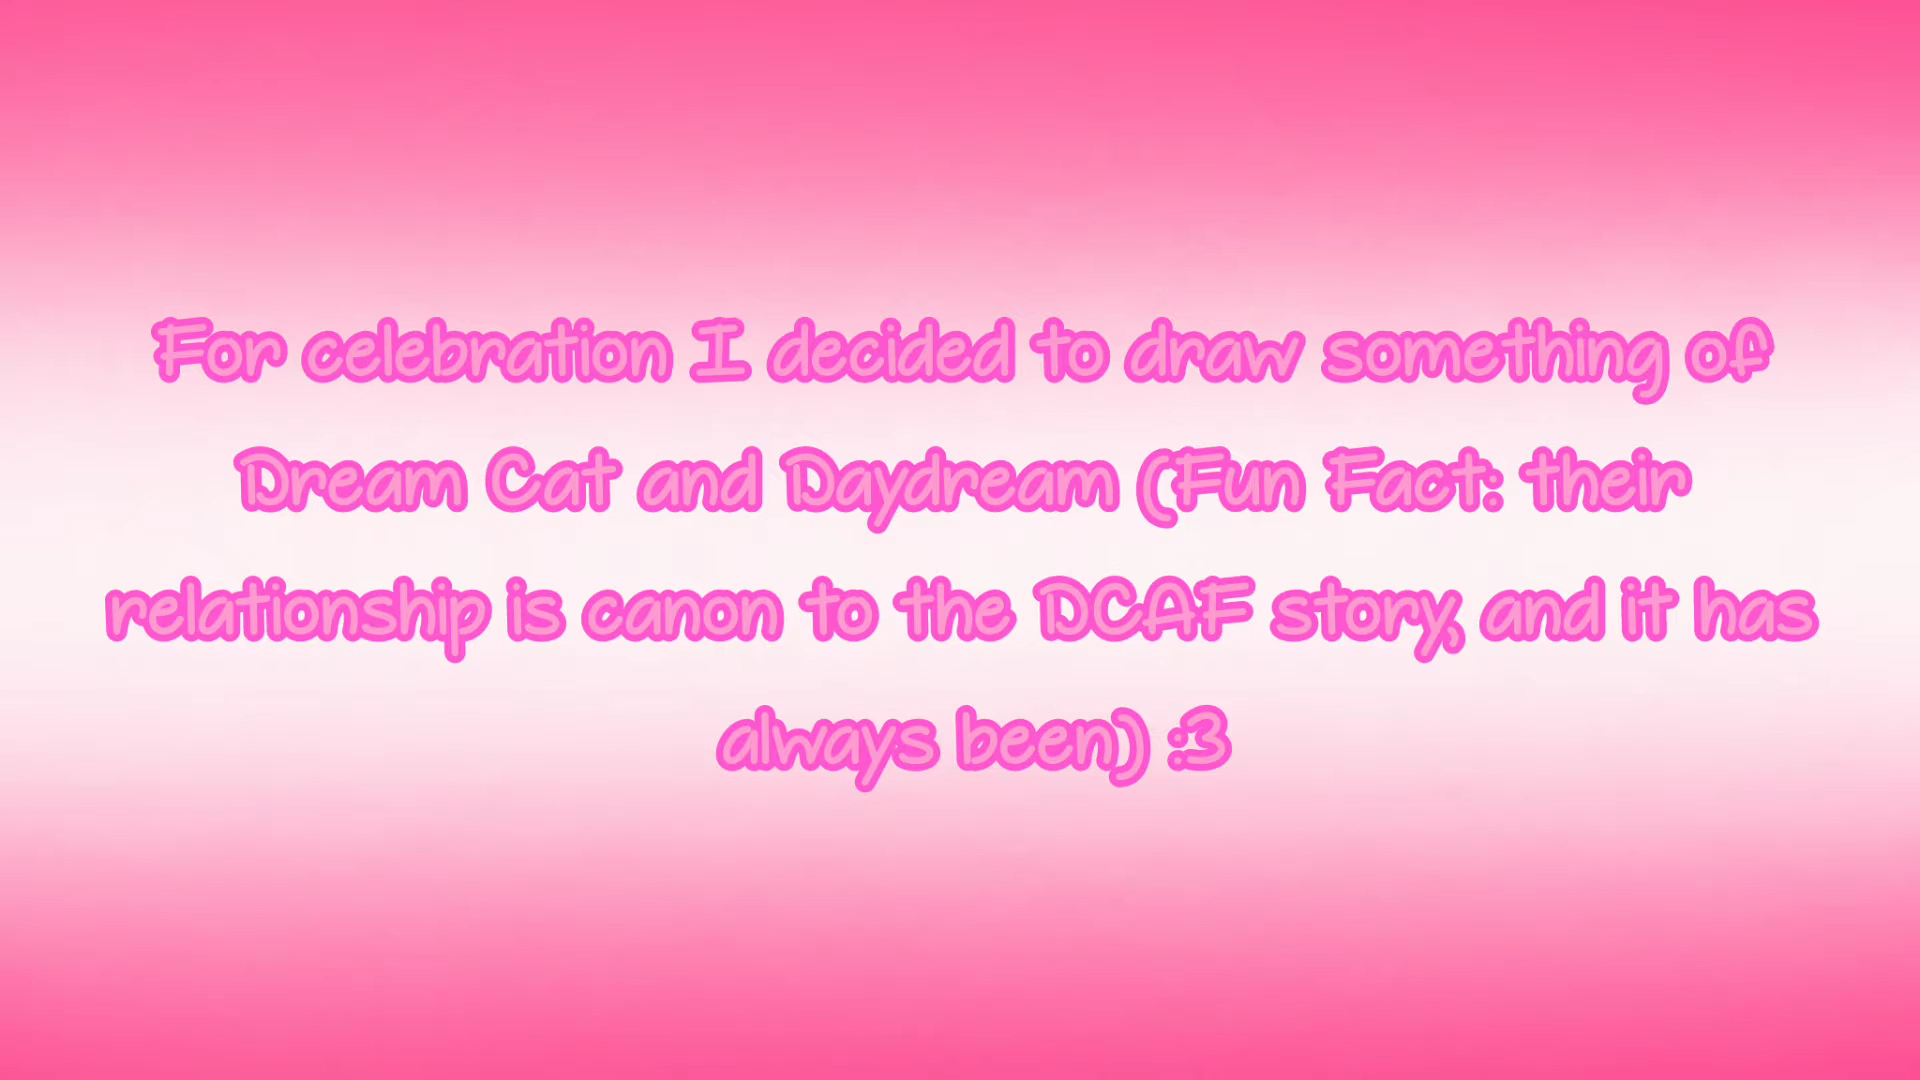 For celebration I decided to draw something of
Dream Cat and Daydream (Fun Fact: their
relationship is canon to the DCAF story, and it has
always been) :3